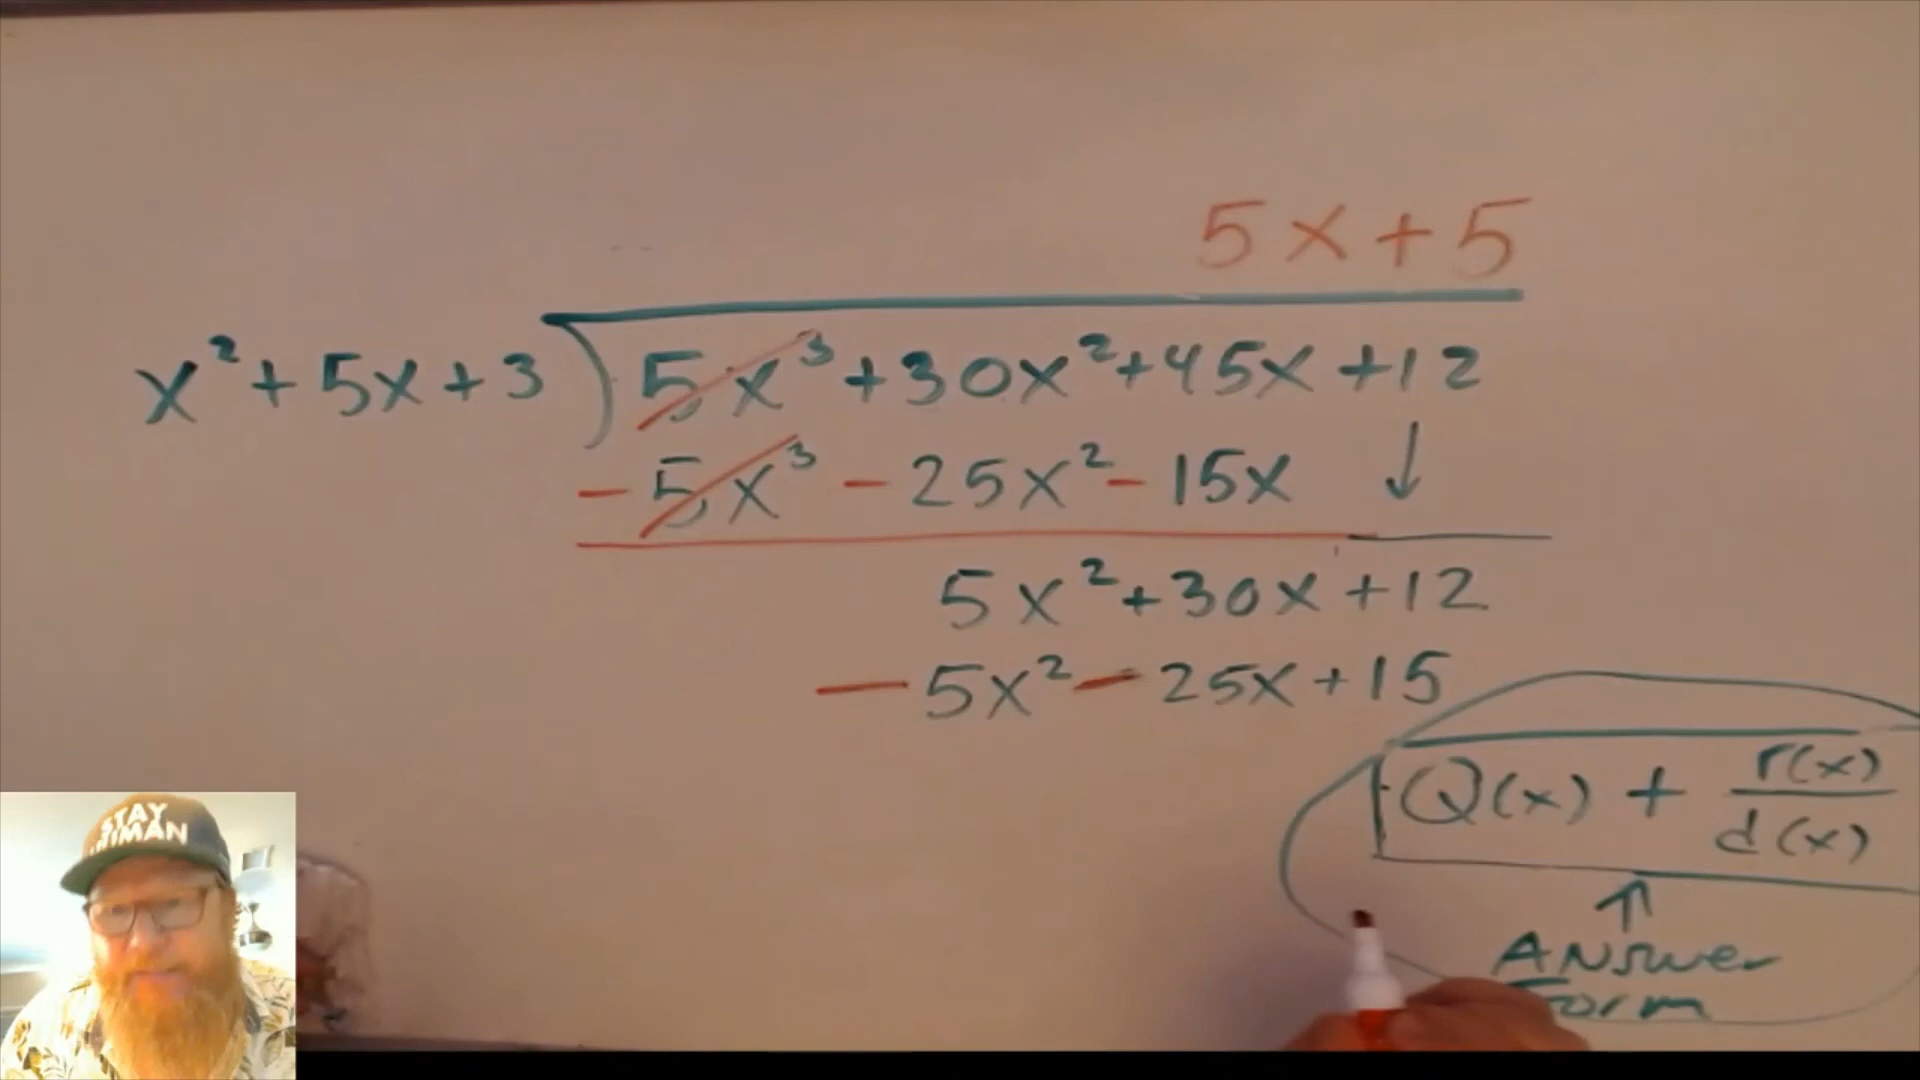 5x+5
x²+5x+3 ) 5x³+30x²+45x+12
-5x³-25x²-15x ↓
5x²+30x+12
-5x²-25x+15
Q(x) + r(x)/d(x)
↑
Answer
Form
STAY
HUMAN